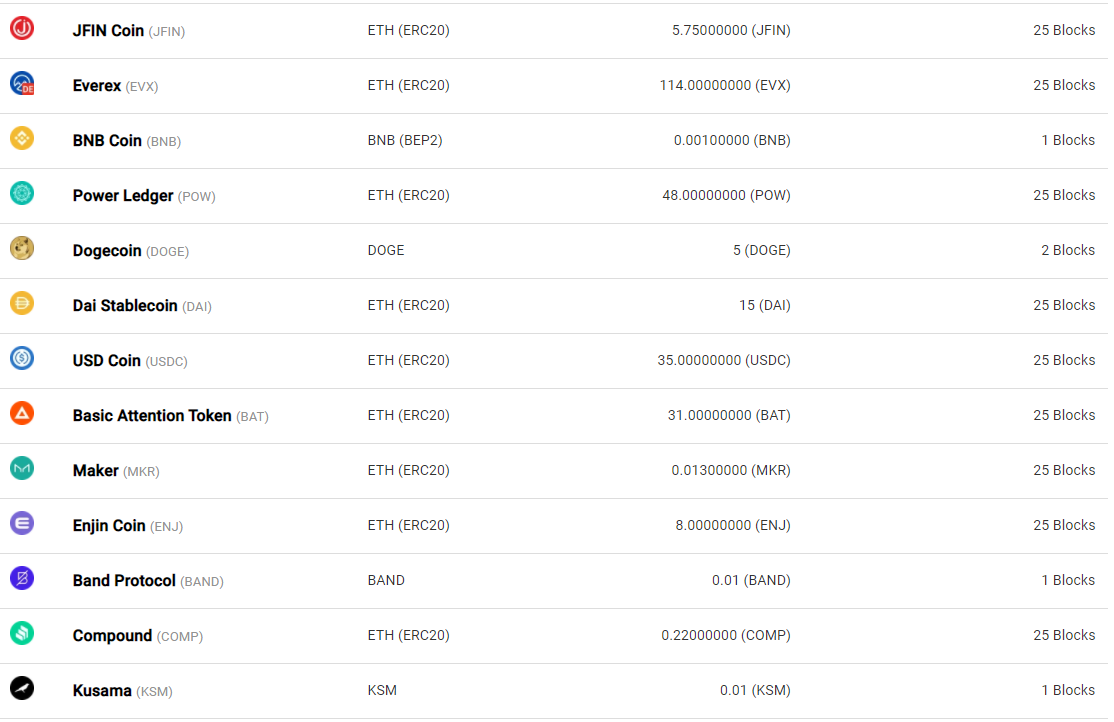 JFIN Coin (JFIN) ETH (ERC20) 5.75000000 (JFIN) 25 Blocks
DE
Everex (EVX) ETH (ERC20) 114.00000000 (EVX) 25 Blocks
BNB Coin (BNB) BNB (BEP2) 0.00100000 (BNB) 1 Blocks
Power Ledger (POW) ETH (ERC20) 48.00000000 (POW) 25 Blocks
Dogecoin (DOGE) DOGE 5 (DOGE) 2 Blocks
Dai Stablecoin (DAI) ETH (ERC20) 15 (DAI) 25 Blocks
USD Coin (USDC) ETH (ERC20) 35.00000000 (USDC) 25 Blocks
Basic Attention Token (BAT) ETH (ERC20) 31.00000000 (BAT) 25 Blocks
Maker (MKR) ETH (ERC20) 0.01300000 (MKR) 25 Blocks
Enjin Coin (ENJ) ETH (ERC20) 8.00000000 (ENJ) 25 Blocks
Band Protocol (BAND) BAND 0.01 (BAND) 1 Blocks
Compound (COMP) ETH (ERC20) 0.22000000 (COMP) 25 Blocks
Kusama (KSM) KSM 0.01 (KSM) 1 Blocks